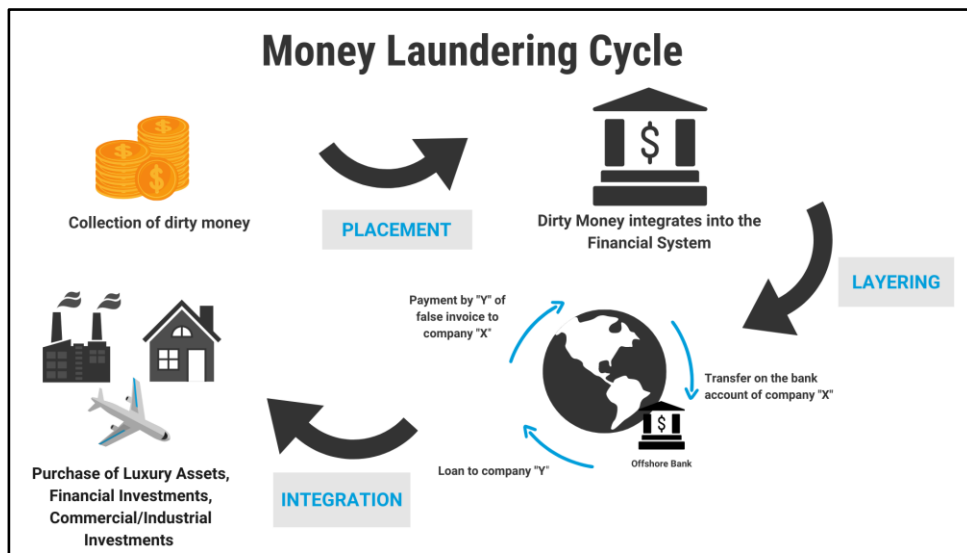 Money Laundering Cycle
Collection of dirty money
PLACEMENT
$
Dirty Money integrates into the
Financial System
LAYERING
Payment by "Y" of
false invoice to
company "X"
Transfer on the bank
account of company "X"
$
Offshore Bank
Loan to company "Y"
INTEGRATION
Purchase of Luxury Assets,
Financial Investments,
Commercial/Industrial
Investments